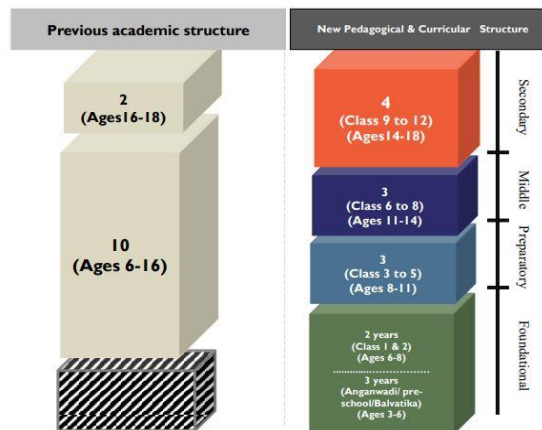 Previous academic structure
New Pedagogical & Curricular Structure
2
(Ages16-18)
10
(Ages 6-16)
4
(Class 9 to 12)
(Ages14-18)
3
(Class 6 to 8)
(Ages 11-14)
3
(Class 3 to 5)
(Ages 8-11)
2 years
(Class 1 & 2)
(Ages 6-8)
3 years
(Anganwadi/ pre-
school/Balvatika)
(Ages 3-6)
Secondary
Middle
Preparatory
Foundational